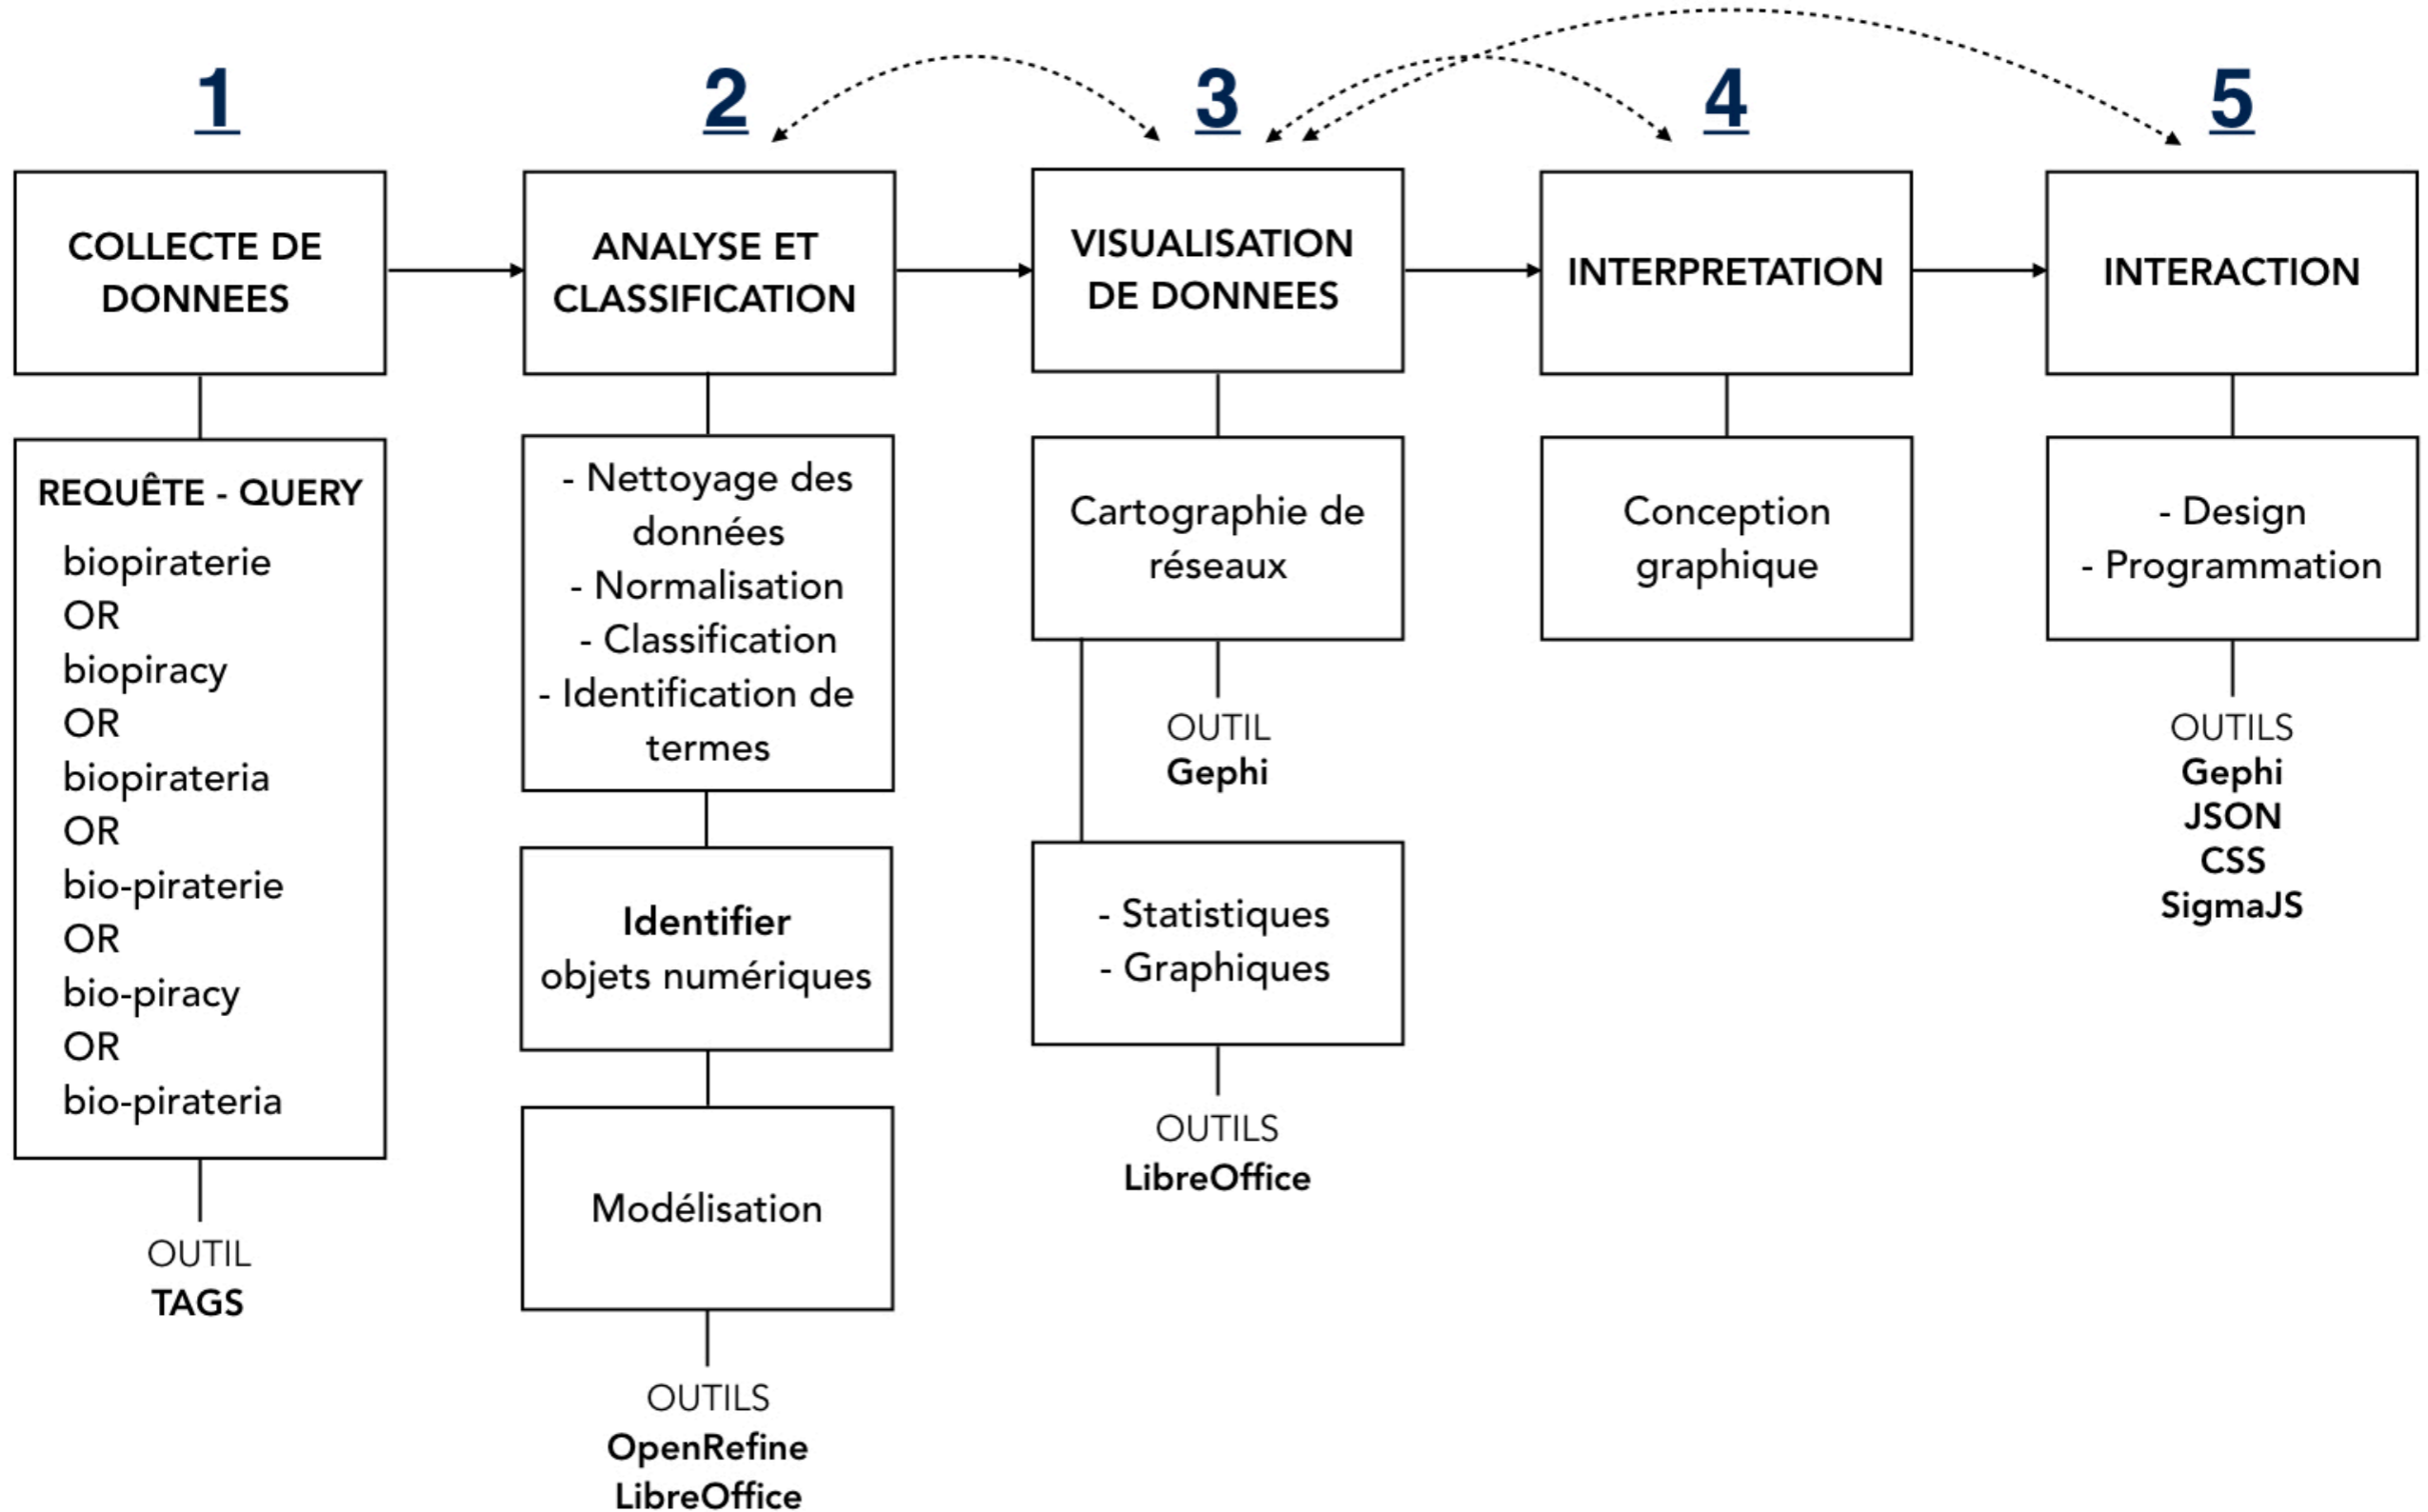 1
COLLECTE DE
DONNEES
REQUÊTE - QUERY
biopiraterie
OR
biopiracy
OR
biopirateria
OR
bio-piraterie
OR
bio-piracy
OR
bio-pirateria
OUTIL
TAGS
2
ANALYSE ET
CLASSIFICATION
- Nettoyage des
données
- Normalisation
- Classification
- Identification de
termes
Identifier
objets numériques
Modélisation
OUTILS
OpenRefine
LibreOffice
3
VISUALISATION
DE DONNEES
Cartographie de
réseaux
OUTIL
Gephi
- Statistiques
- Graphiques
OUTILS
LibreOffice
4
INTERPRETATION
Conception
graphique
5
INTERACTION
- Design
- Programmation
OUTILS
Gephi
JSON
CSS
SigmaJS